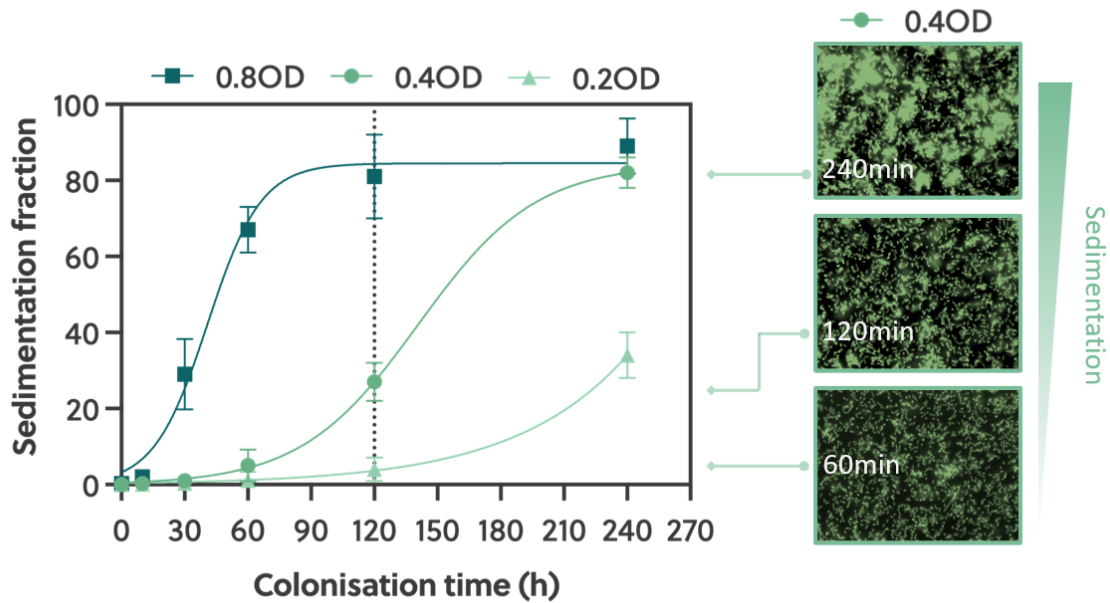 0.4OD
0.8OD 0.4OD 0.2OD
Sedimentation fraction
100
80
60
40
20
0
0 30 60 90 120 150 180 210 240 270
Colonisation time (h)
240min
120min
60min
Sedimentation